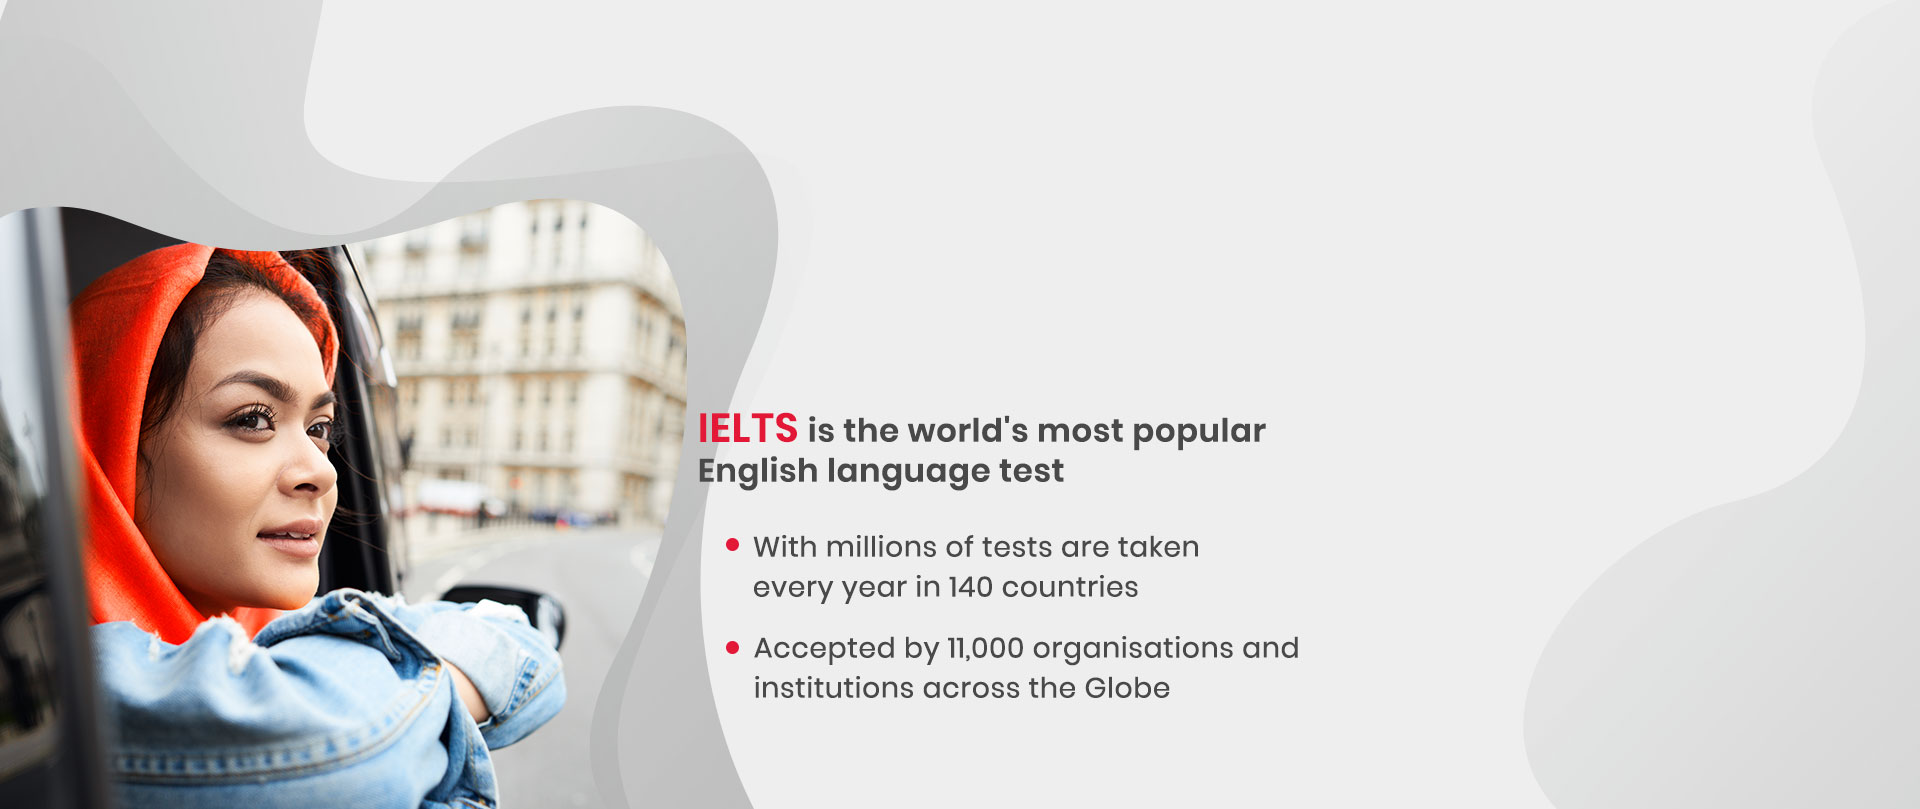 IELTS is the world's most popular
English language test
With millions of tests are taken
every year in 140 countries
Accepted by 11,000 organisations and
institutions across the Globe